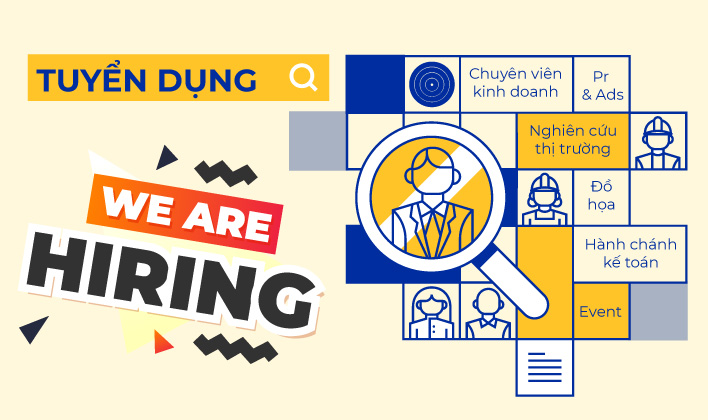 TUYỂN DỤNG
WE ARE
HIRING
Chuyên viên
kinh doanh
Pr
& Ads
Nghiên cứu
thị trường
Đồ
họa
Hành chánh
kế toán
Event